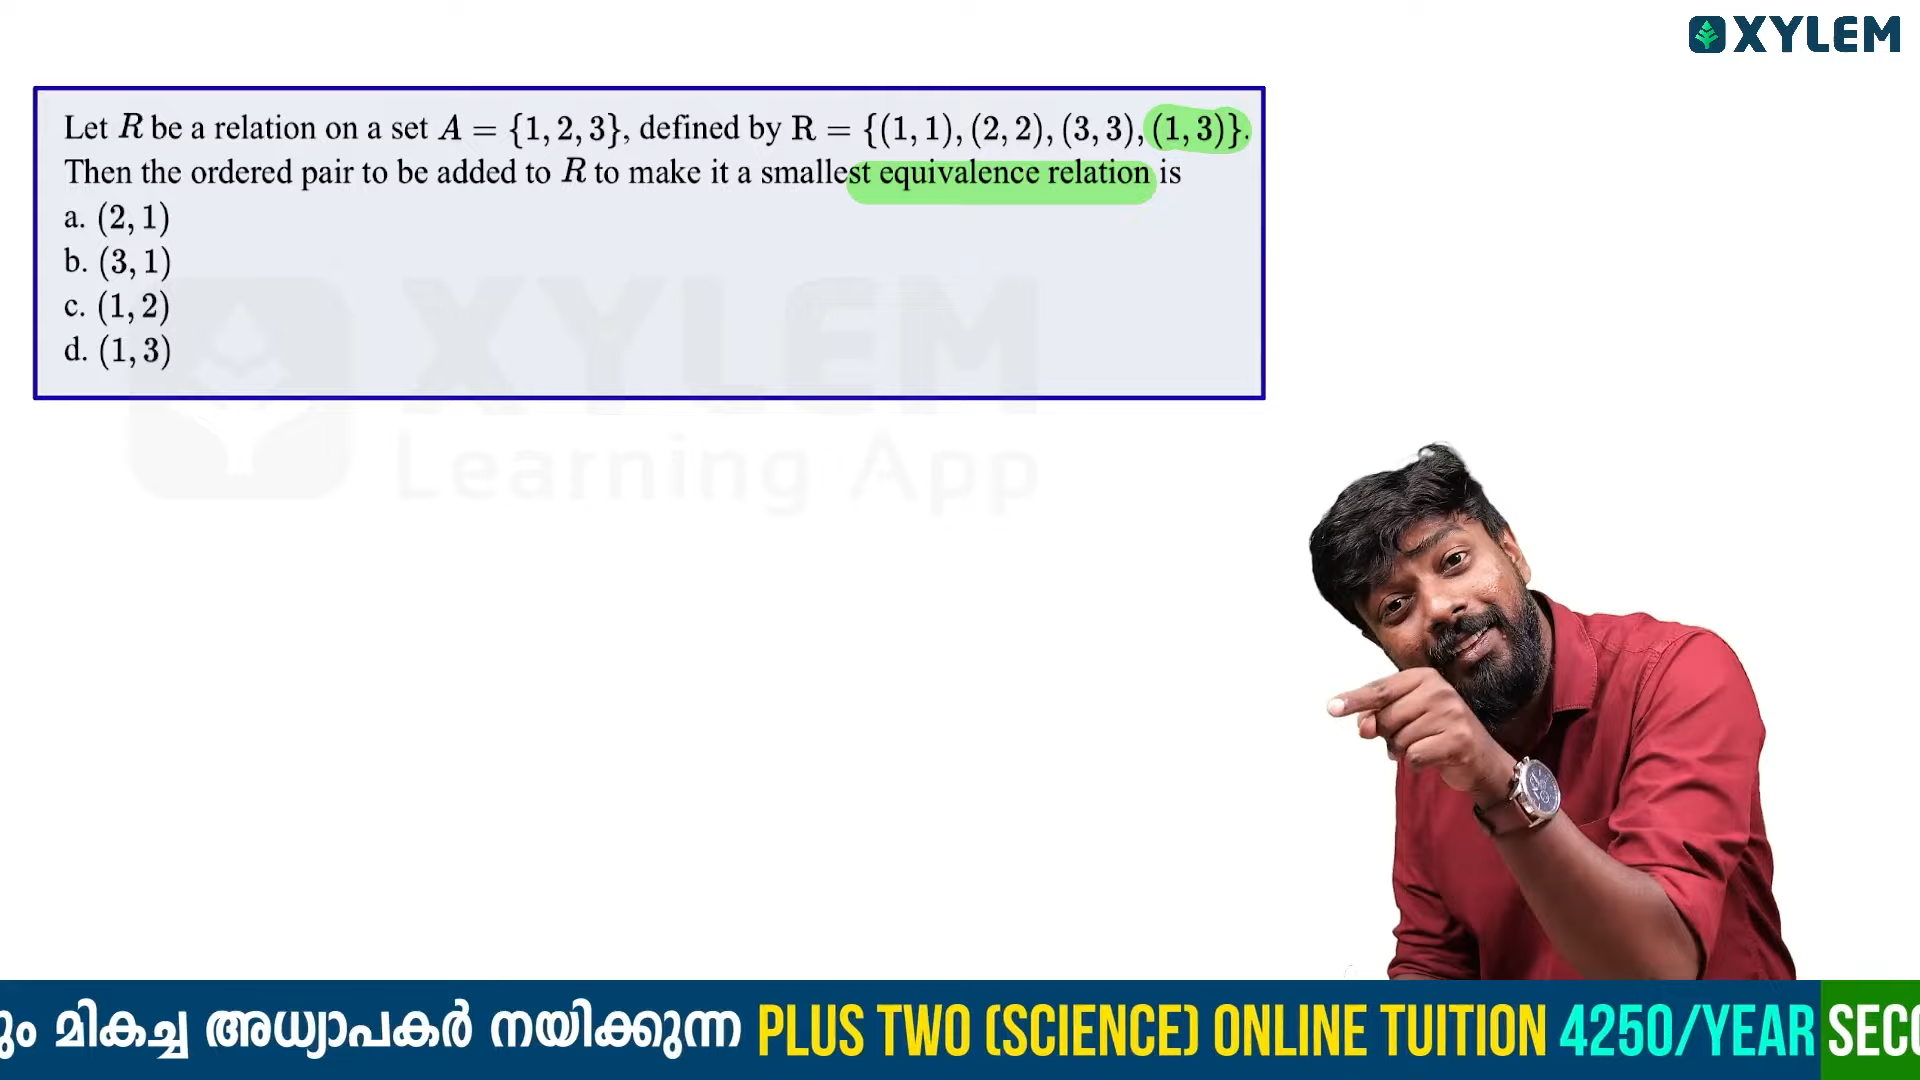 XYLEM
Let R be a relation on a set A = {1, 2, 3}, defined by R = {(1, 1), (2, 2), (3, 3), (1, 3)}.
Then the ordered pair to be added to R to make it a smallest equivalence relation is
a. (2, 1)
b. (3, 1)
c. (1, 2)
d. (1, 3)
XYLEM
Learning App
മികച്ച അധ്യാപകർ നയിക്കുന്ന PLUS TWO (SCIENCE) ONLINE TUITION 4250/YEAR